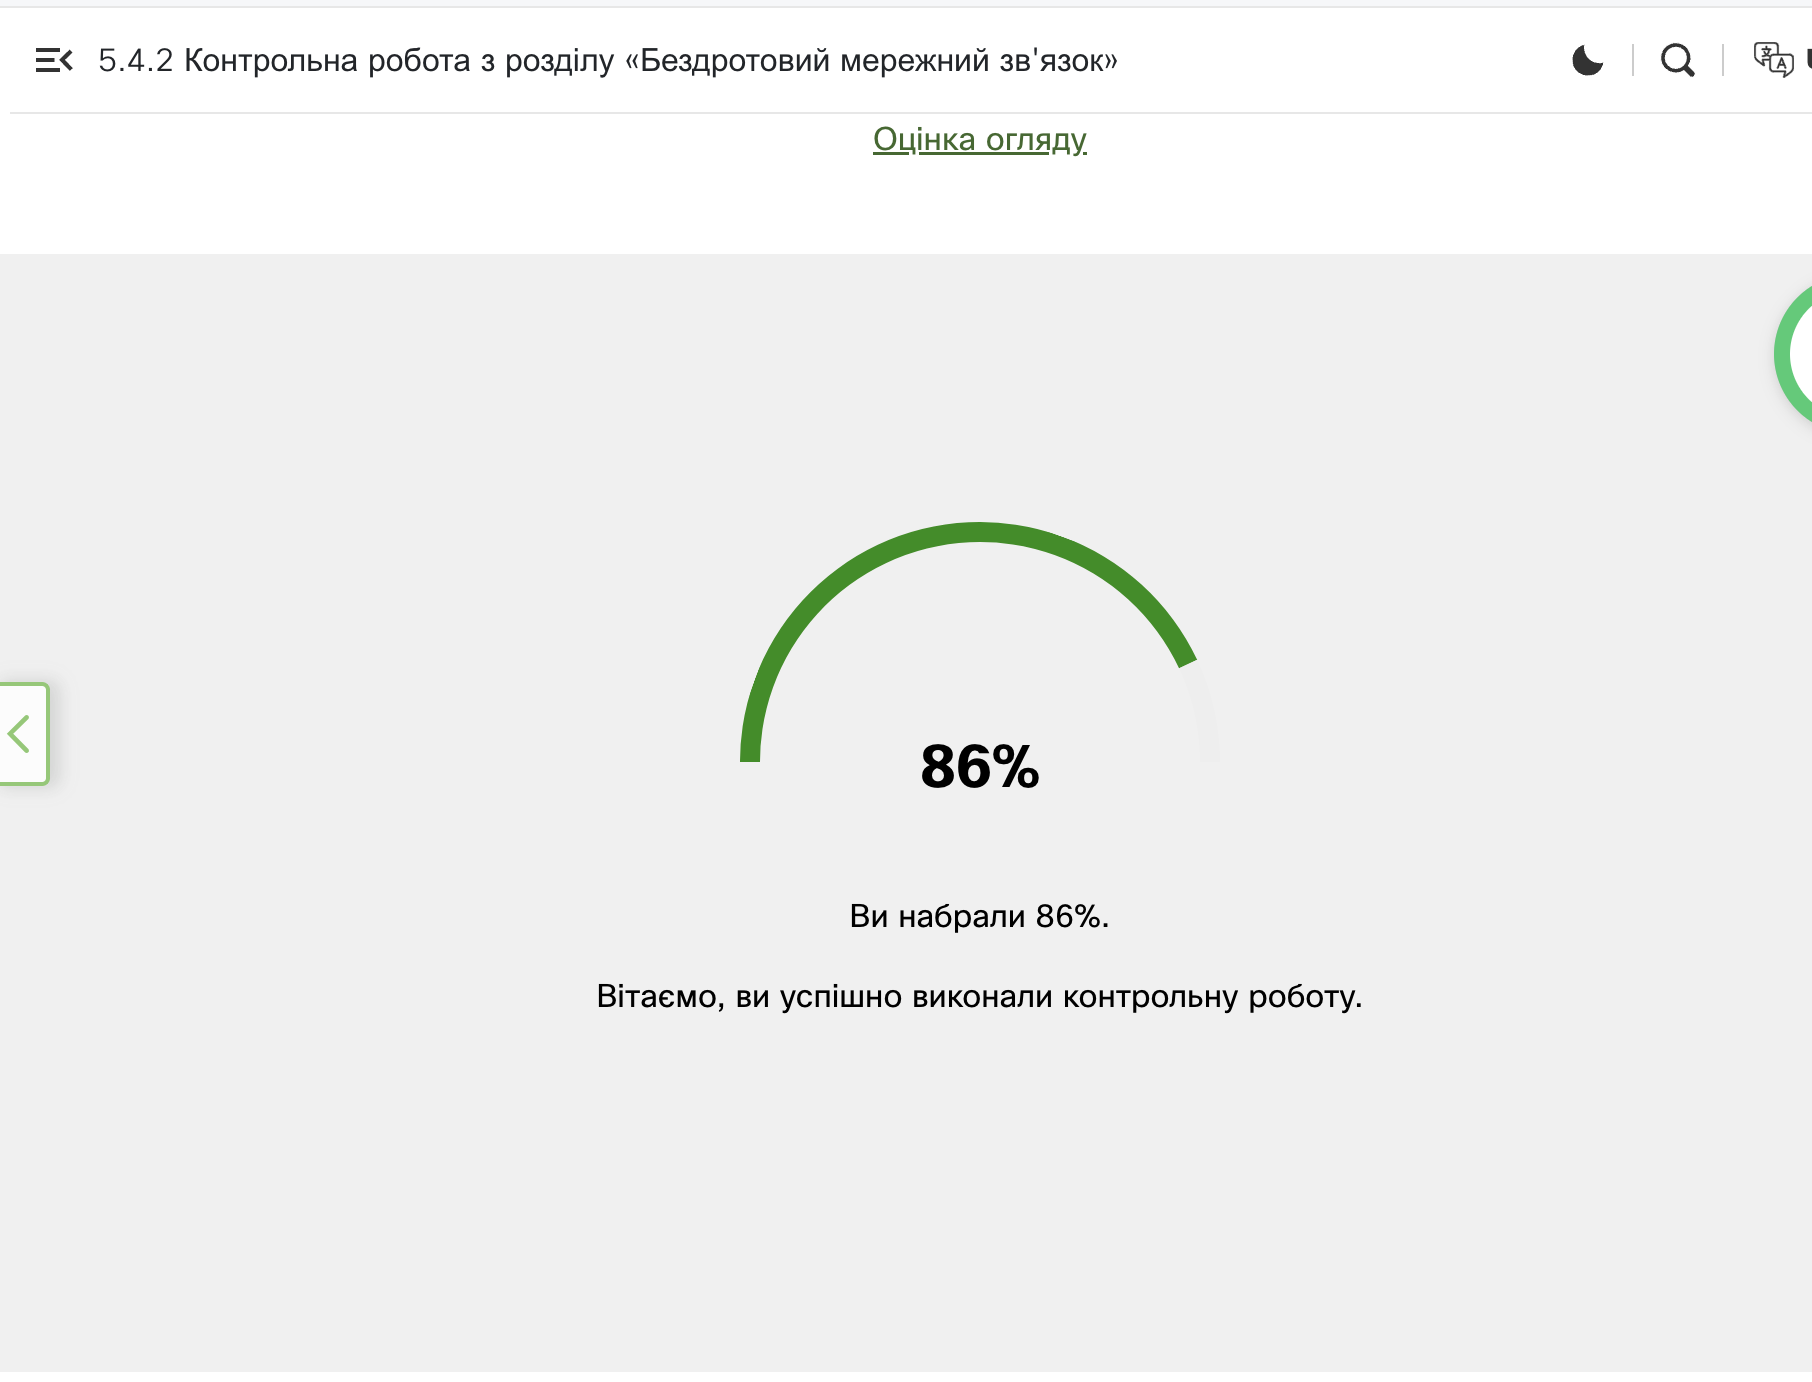 5.4.2 Контрольна робота з розділу «Бездротовий мережний зв'язок»
Оцінка огляду
86%
Ви набрали 86%.
Вітаємо, ви успішно виконали контрольну роботу.